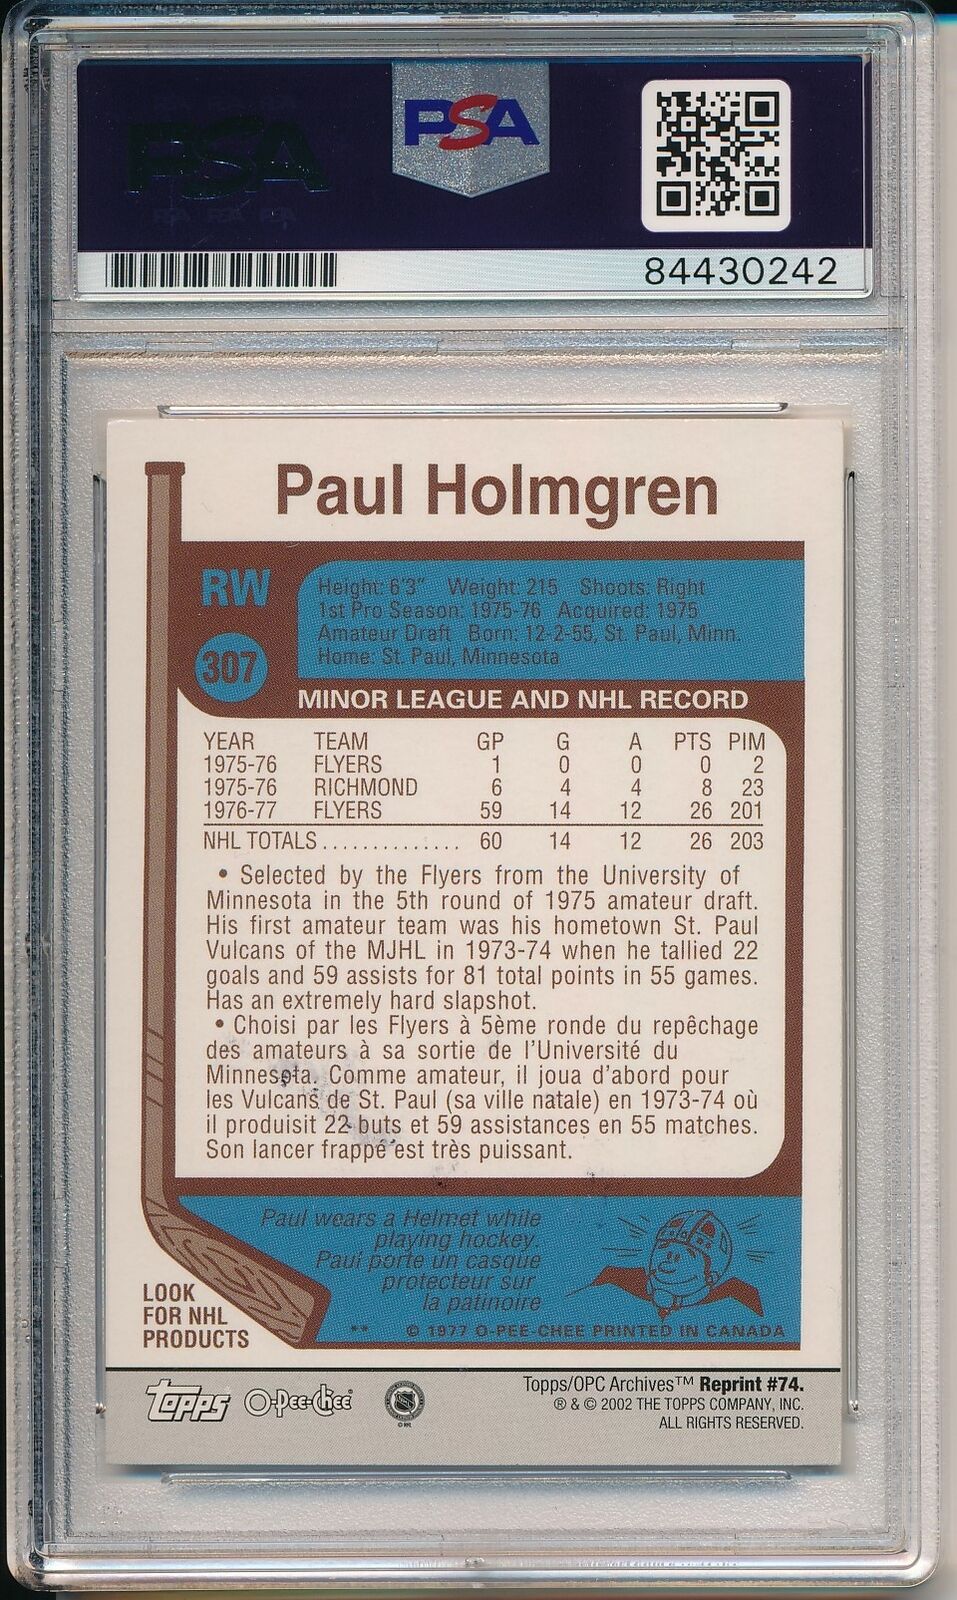 PSA
PSA
84430242
Paul Holmgren
RW
307
Height: 6'3" Weight: 215 Shoots: Right
1st Pro Season: 1975-76 Acquired: 1975
Amateur Draft Born: 12-2-55, St. Paul, Minn.
Home: St. Paul, Minnesota
MINOR LEAGUE AND NHL RECORD
YEAR TEAM GP G A PTS PIM
1975-76 FLYERS 1 0 0 0 2
1975-76 RICHMOND 6 4 4 8 23
1976-77 FLYERS 59 14 12 26 201
NHL TOTALS.............. 60 14 12 26 203
• Selected by the Flyers from the University of
Minnesota in the 5th round of 1975 amateur draft.
His first amateur team was his hometown St. Paul
Vulcans of the MJHL in 1973-74 when he tallied 22
goals and 59 assists for 81 total points in 55 games.
Has an extremely hard slapshot.
• Choisi par les Flyers à 5ème ronde du repêchage
des amateurs à sa sortie de l'Université du
Minnesota. Comme amateur, il joua d'abord pour
les Vulcans de St. Paul (sa ville natale) en 1973-74 où
il produisit 22 buts et 59 assistances en 55 matches.
Son lancer frappé est très puissant.
Paul wears a Helmet while
playing hockey.
Paul porte un casque
protecteur sur
la patinoire
LOOK
FOR NHL
PRODUCTS
** © 1977 O-PEE-CHEE PRINTED IN CANADA
Topps O-Pee-Chee
Topps/OPC Archives™ Reprint #74.
® & © 2002 THE TOPPS COMPANY, INC.
ALL RIGHTS RESERVED.